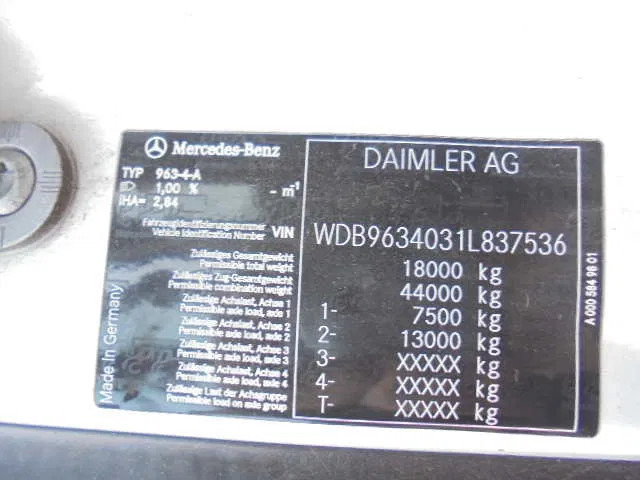 Mercedes-Benz
TYP 963-4-A
1,00 % - m⁻¹
iHA= 2,84
Fahrzeugidentifizierungsnummer
Vehicle Identification Number VIN
Zulässiges Gesamtgewicht
Permissible total weight
Zulässiges Zug-Gesamtgewicht
Permissible combination weight
Zulässige Achslast, Achse 1
Permissible axle load, axle 1
Zulässige Achslast, Achse 2
Permissible axle load, axle 2
Zulässige Achslast, Achse 3
Permissible axle load, axle 3
Zulässige Achslast, Achse 4
Permissible axle load, axle 4
Zulässige Last der Achsgruppe
Permissible load on axle group
DAIMLER AG
WDB9634031L837536
18000 kg
44000 kg
1- 7500 kg
2- 13000 kg
3- XXXXX kg
4- XXXXX kg
T- XXXXX kg
Made in Germany
A 000 584 98 01